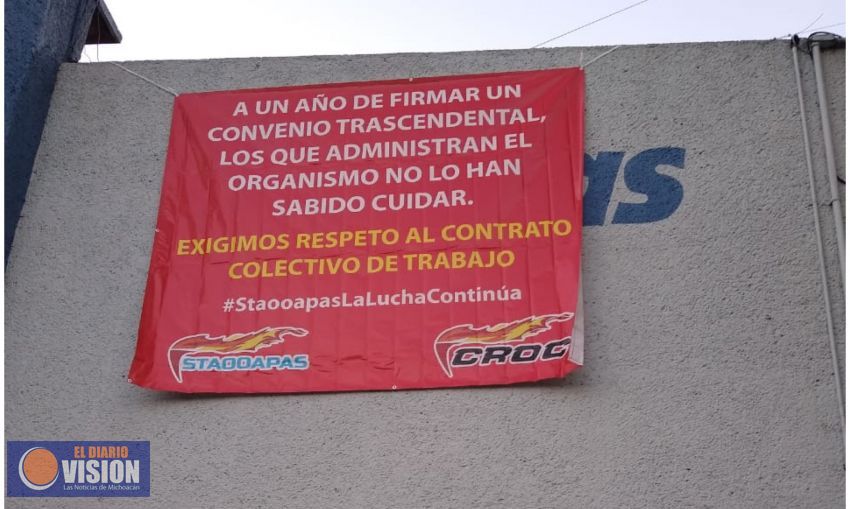 A UN AÑO DE FIRMAR UN
CONVENIO TRASCENDENTAL,
LOS QUE ADMINISTRAN EL
ORGANISMO NO LO HAN
SABIDO CUIDAR.
EXIGIMOS RESPETO AL CONTRATO
COLECTIVO DE TRABAJO
#StaooapasLaLuchaContinúa
STAOOAPAS
CROC
as
EL DIARIO
VISION
Las Noticias de Michoacán